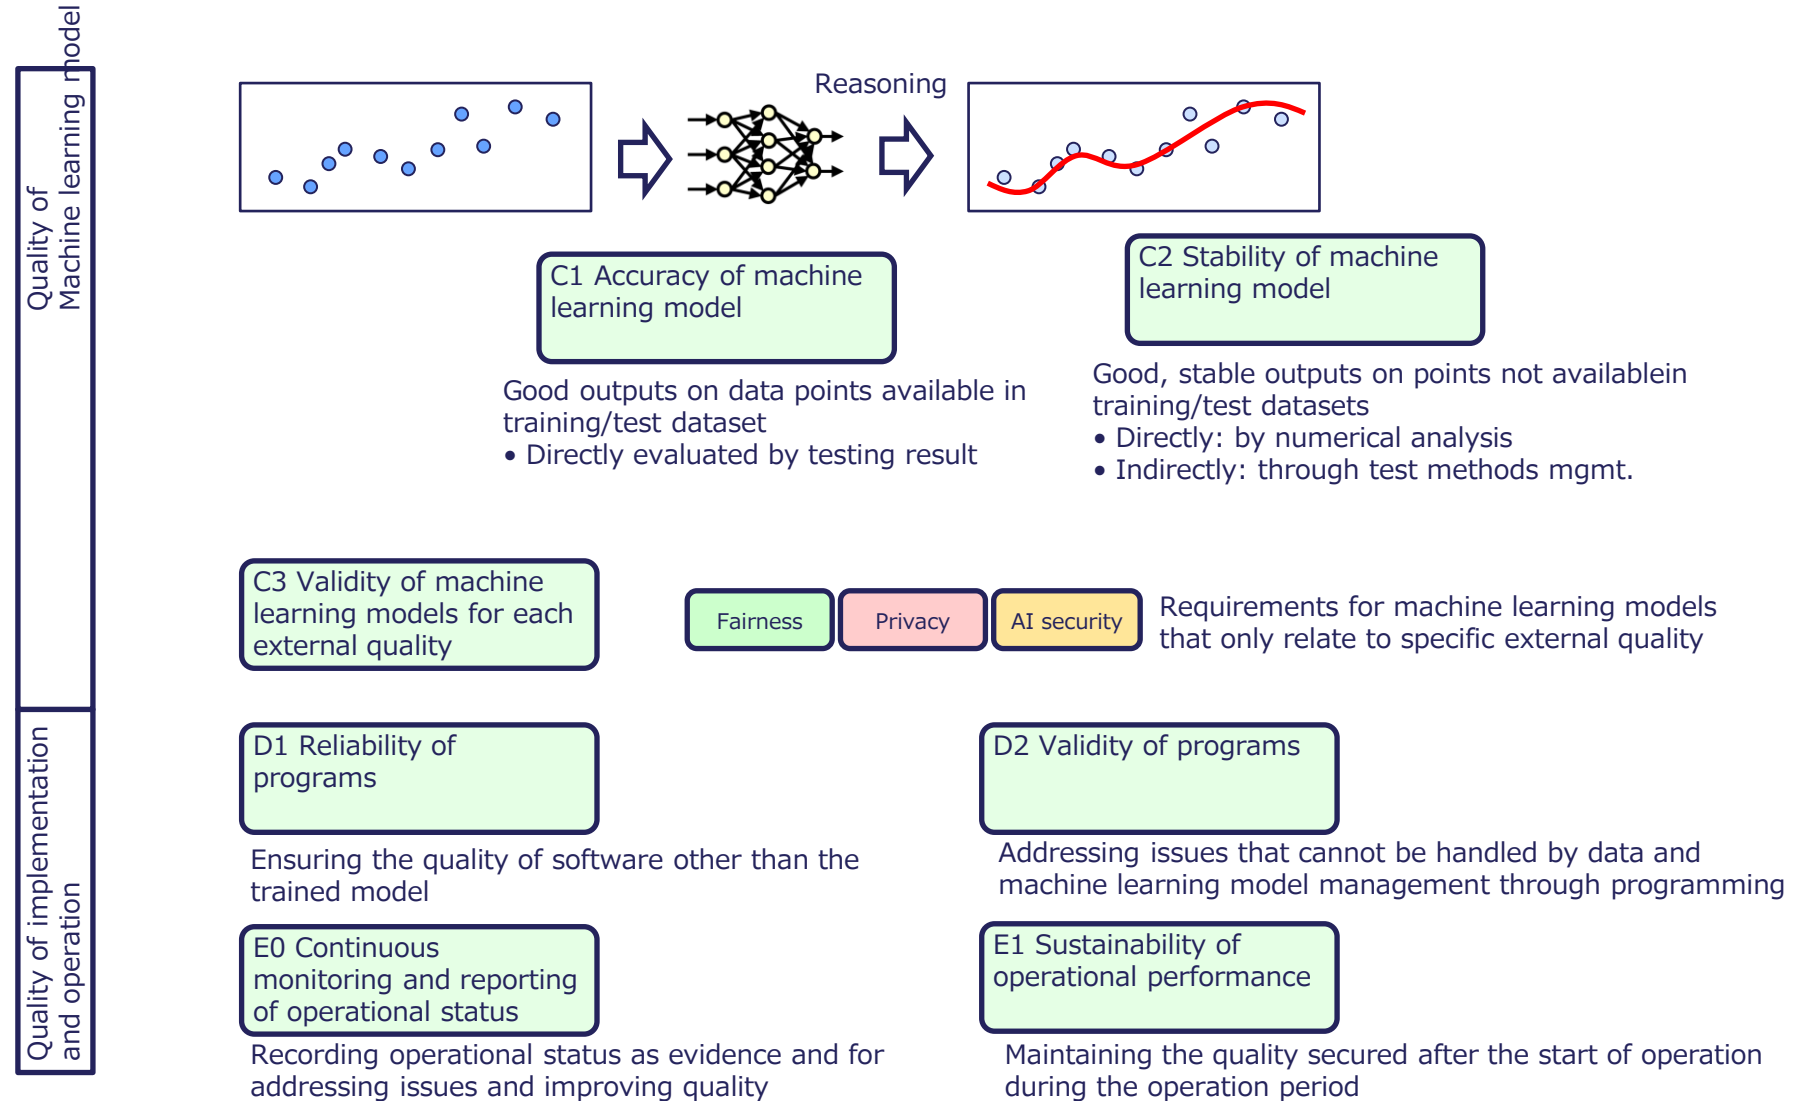 Quality of
Machine learning model
Reasoning
C1 Accuracy of machine
learning model
Good outputs on data points available in
training/test dataset
• Directly evaluated by testing result
C2 Stability of machine
learning model
Good, stable outputs on points not availablein
training/test datasets
• Directly: by numerical analysis
• Indirectly: through test methods mgmt.
C3 Validity of machine
learning models for each
external quality
Fairness
Privacy
AI security
Requirements for machine learning models
that only relate to specific external quality
Quality of implementation
and operation
D1 Reliability of
programs
Ensuring the quality of software other than the
trained model
D2 Validity of programs
Addressing issues that cannot be handled by data and
machine learning model management through programming
E0 Continuous
monitoring and reporting
of operational status
Recording operational status as evidence and for
addressing issues and improving quality
E1 Sustainability of
operational performance
Maintaining the quality secured after the start of operation
during the operation period